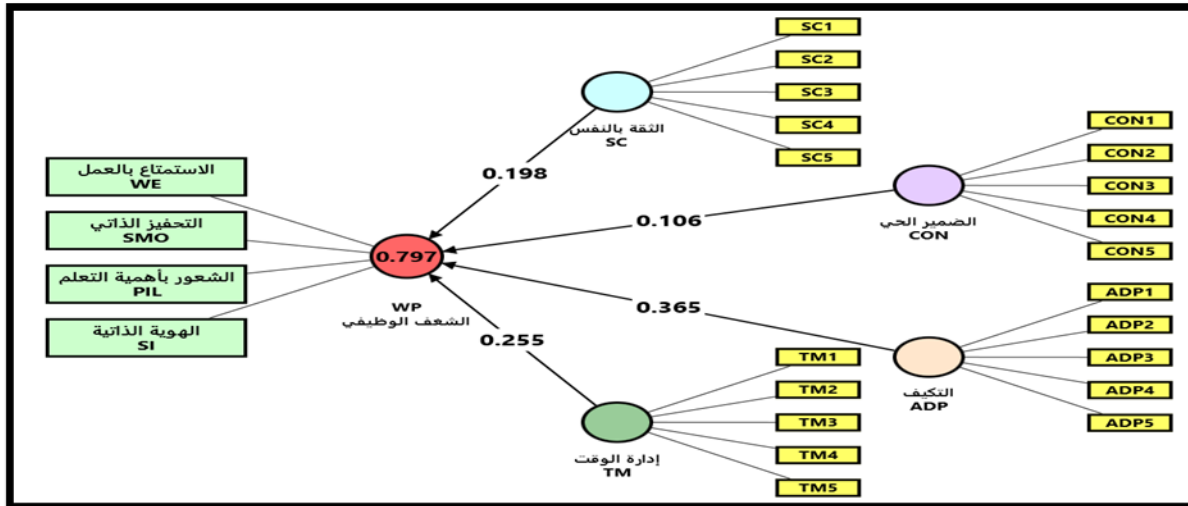 SC1
SC2
SC3
SC4
SC5
الثقة بالنفس
SC
CON1
CON2
CON3
CON4
CON5
الضمير الحي
CON
الاستمتاع بالعمل
WE
التحفيز الذاتي
SMO
الشعور بأهمية التعلم
PIL
الهوية الذاتية
SI
0.198
0.106
0.797
WP
الشغف الوظيفي
0.365
0.255
ADP1
ADP2
ADP3
ADP4
ADP5
التكيف
ADP
TM1
TM2
TM3
TM4
TM5
إدارة الوقت
TM